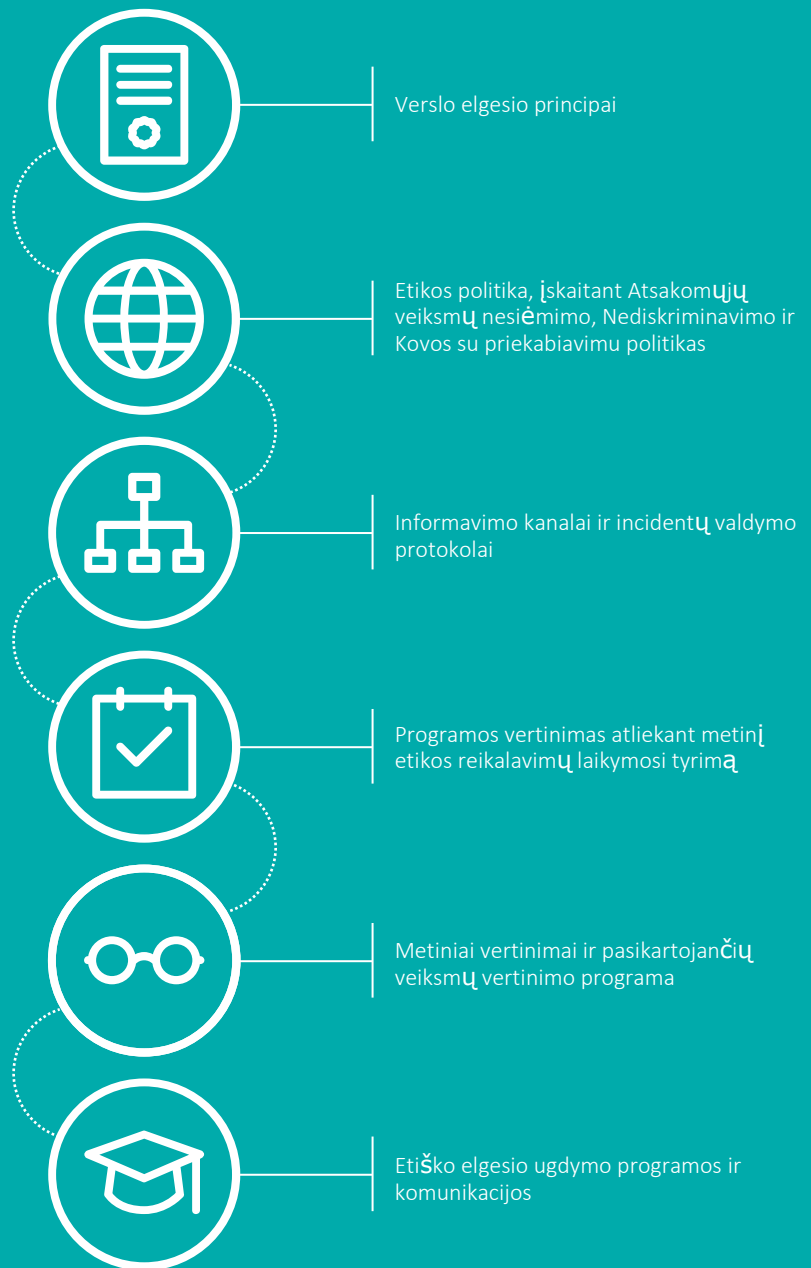 Verslo elgesio principai
Etikos politika, įskaitant Atsakomųjų
veiksmų nesiėmimo, Nediskriminavimo ir
Kovos su priekabiavimu politikas
Informavimo kanalai ir incidentų valdymo
protokolai
Programos vertinimas atliekant metinį
etikos reikalavimų laikymosi tyrimą
Metiniai vertinimai ir pasikartojančių
veiksmų vertinimo programa
Etiško elgesio ugdymo programos ir
komunikacijos